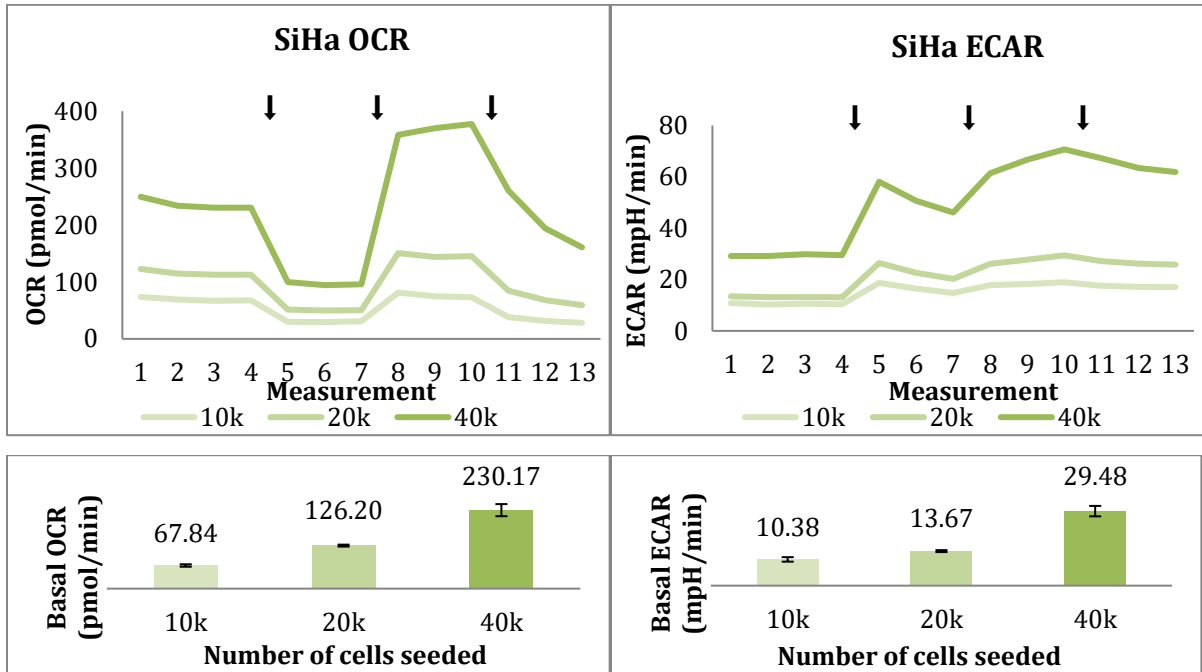 SiHa OCR
OCR (pmol/min)
400
300
200
100
0
1 2 3 4 5 6 7 8 9 10 11 12 13
Measurement
10k 20k 40k
SiHa ECAR
ECAR (mpH/min)
80
60
40
20
0
1 2 3 4 5 6 7 8 9 10 11 12 13
Measurement
10k 20k 40k
Basal OCR
(pmol/min)
67.84 126.20 230.17
10k 20k 40k
Number of cells seeded
Basal ECAR
(mpH/min)
10.38 13.67 29.48
10k 20k 40k
Number of cells seeded